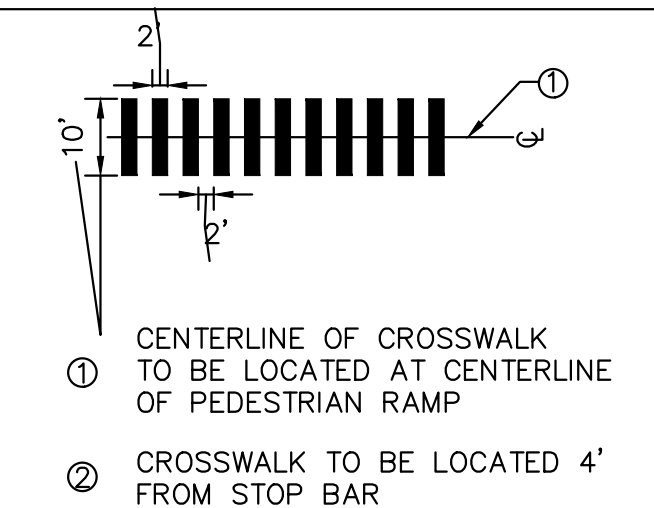 2'
①
10'
℄
2'
CENTERLINE OF CROSSWALK
① TO BE LOCATED AT CENTERLINE
OF PEDESTRIAN RAMP
② CROSSWALK TO BE LOCATED 4'
FROM STOP BAR